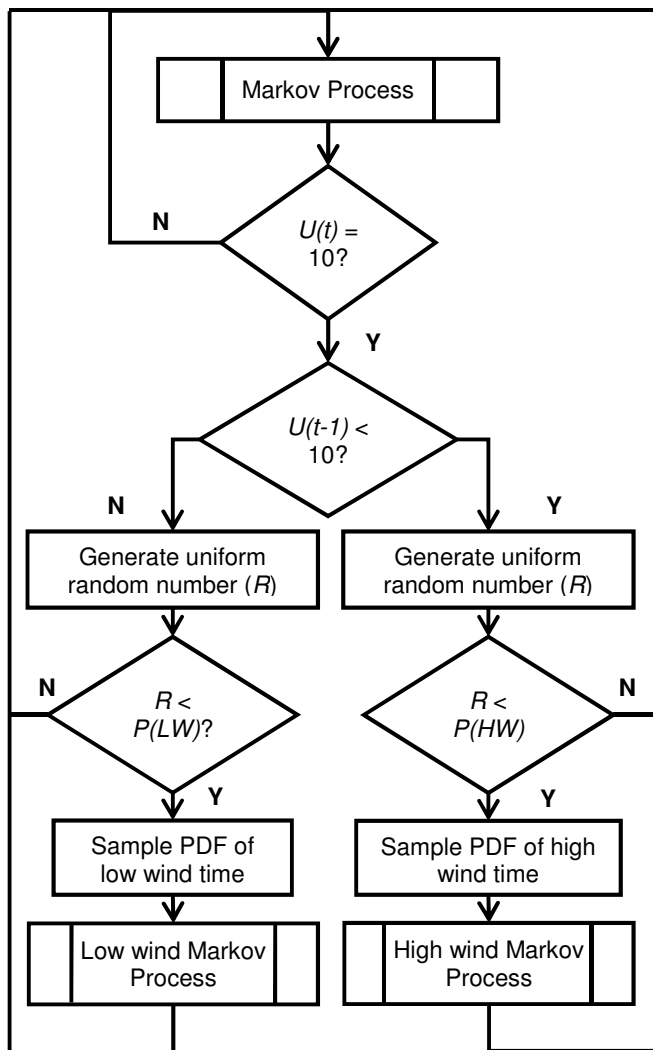 Markov Process
N
U(t) =
10?
Y
U(t-1) <
10?
N
Y
Generate uniform
random number (R)
Generate uniform
random number (R)
N
R <
P(LW)?
R <
P(HW)
N
Y
Y
Sample PDF of
low wind time
Sample PDF of high
wind time
Low wind Markov
Process
High wind Markov
Process